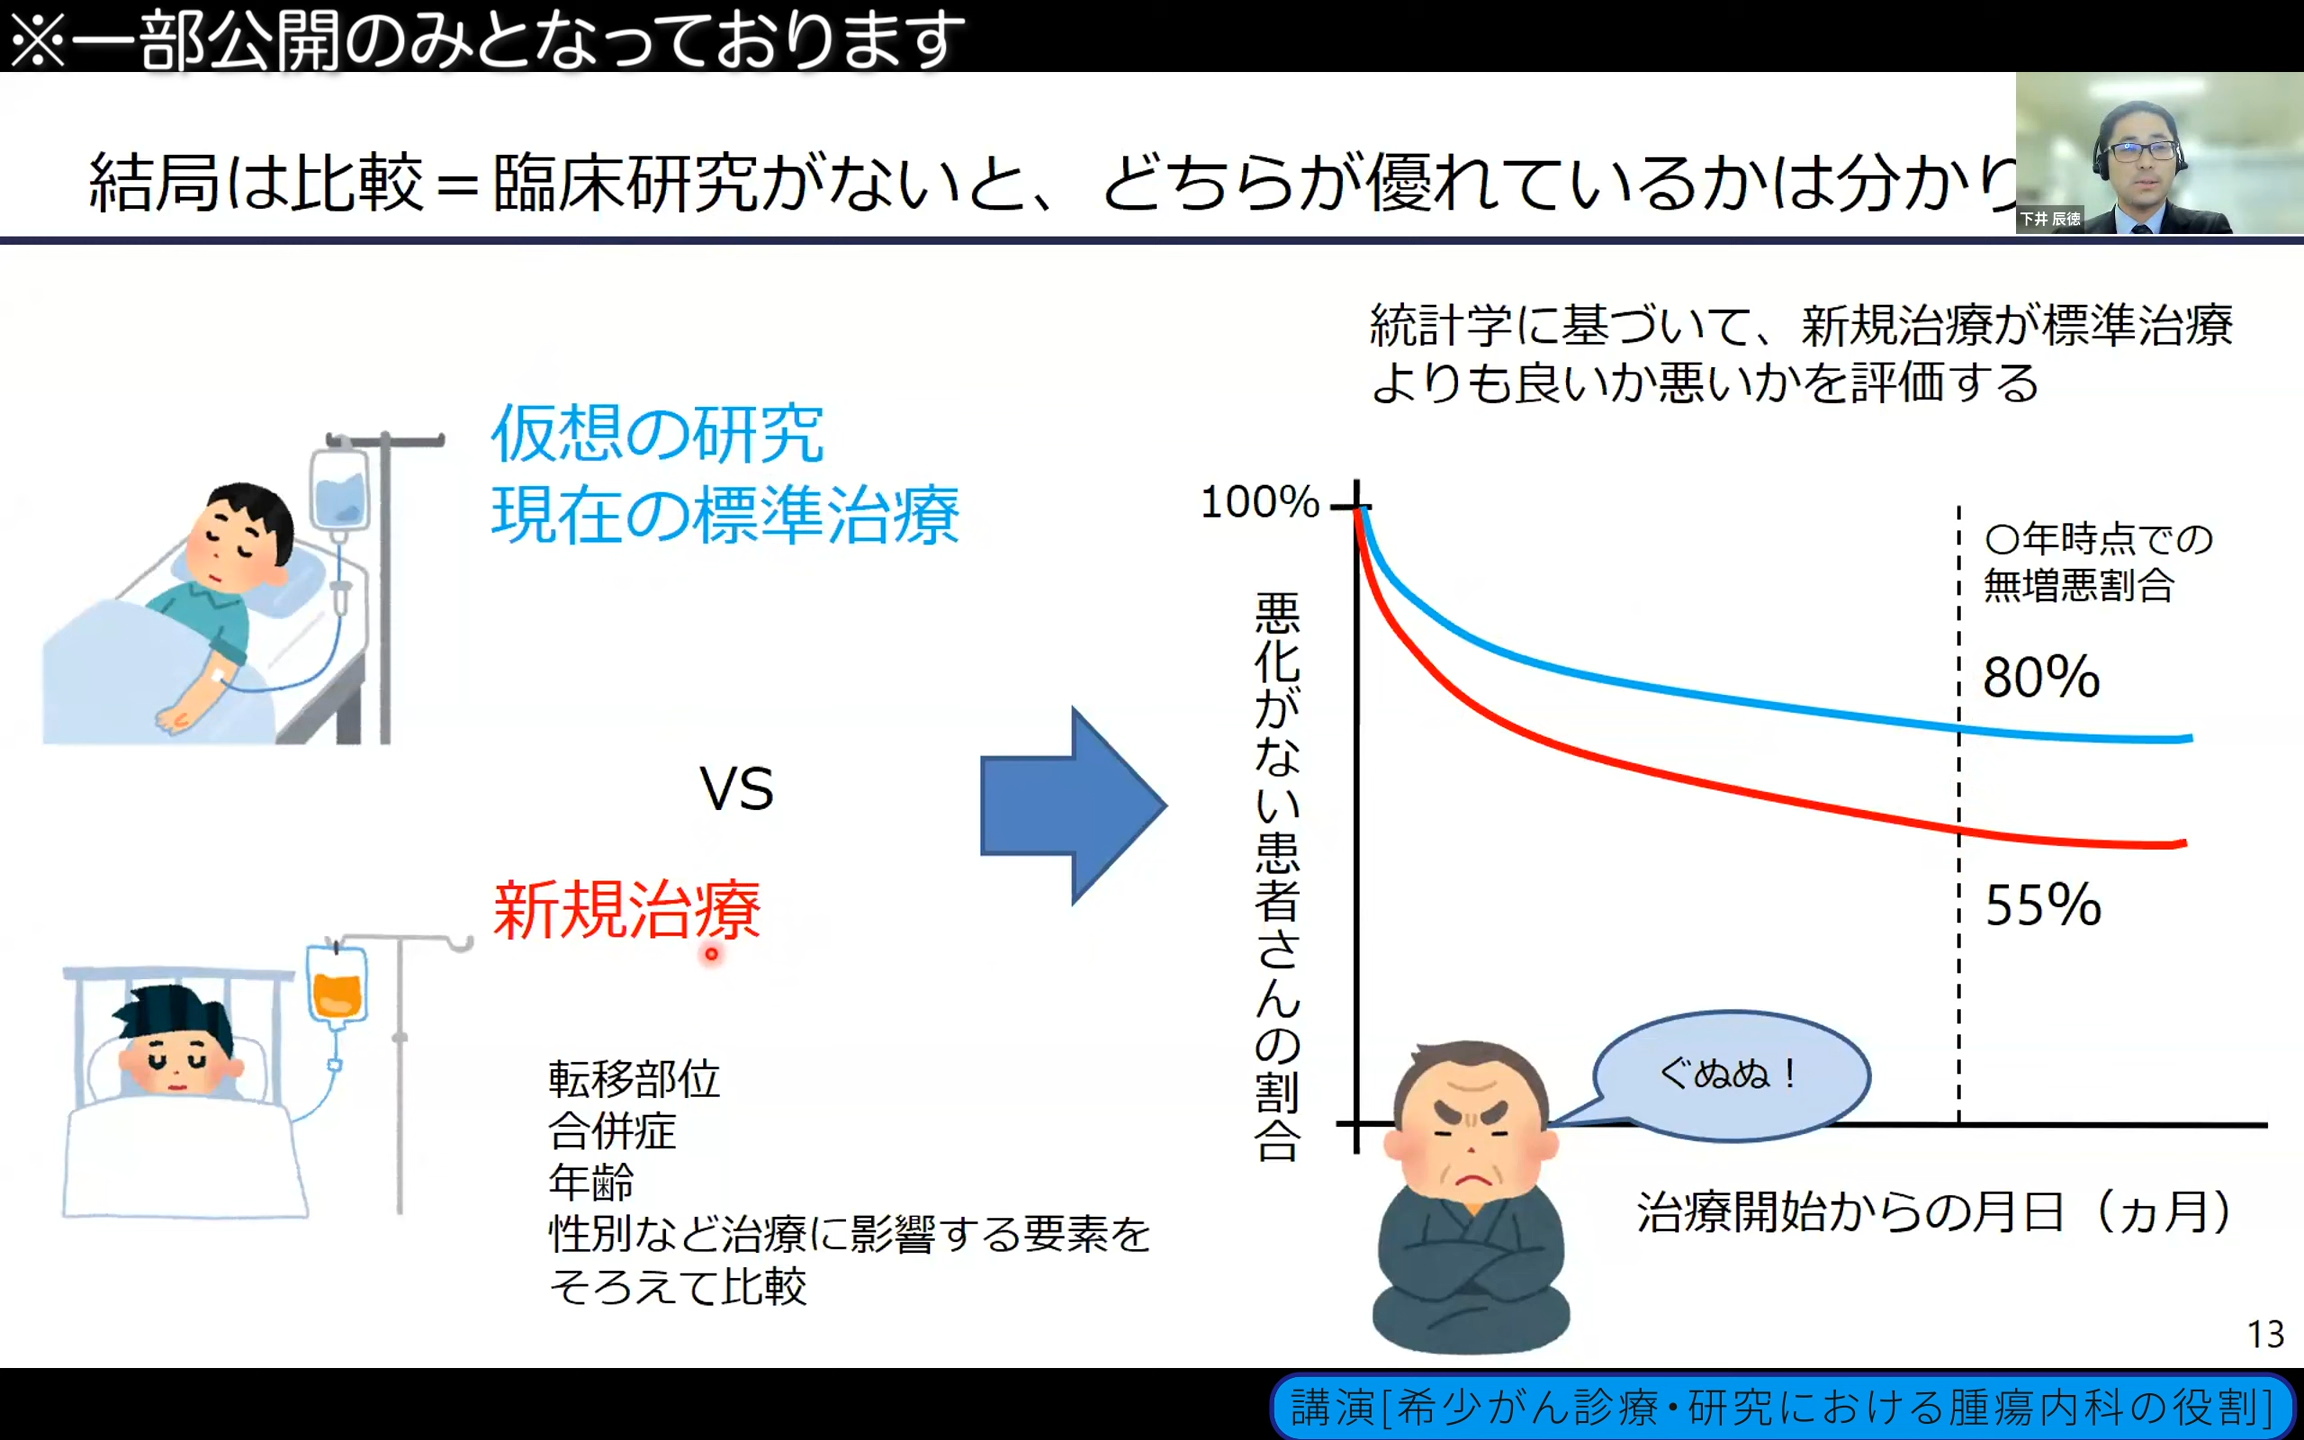 ※一部公開のみとなっております
結局は比較＝臨床研究がないと、どちらが優れているかは分かり
下井 辰徳
統計学に基づいて、新規治療が標準治療
よりも良いか悪いかを評価する
仮想の研究
現在の標準治療
VS
新規治療
転移部位
合併症
年齢
性別など治療に影響する要素を
そろえて比較
100%
悪化がない患者さんの割合
〇年時点での
無増悪割合
80%
55%
ぐぬぬ！
治療開始からの月日（ヵ月）
13
講演[希少がん診療・研究における腫瘍内科の役割]